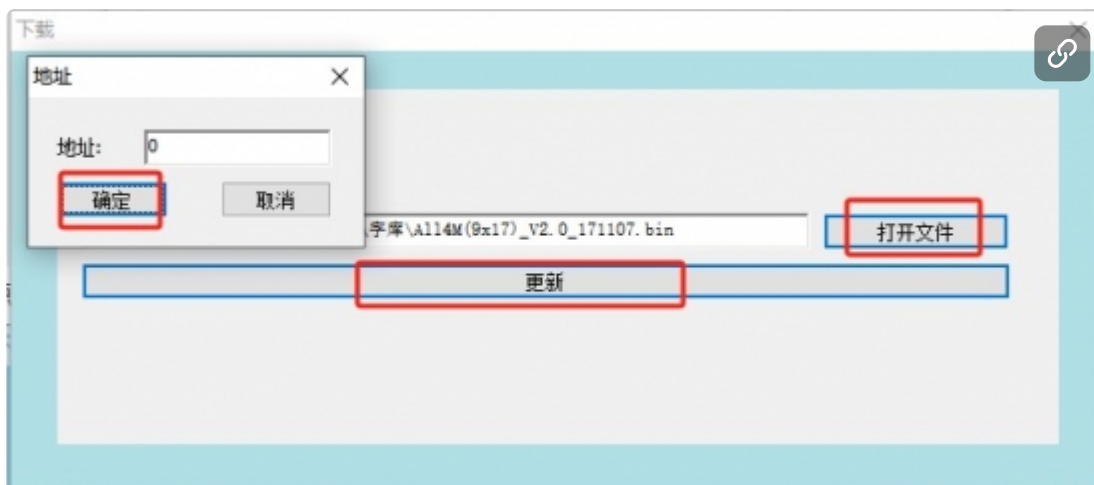 下载
地址
地址: 0
确定 取消
\字库\All4M(9x17)_V2.0_171107.bin 打开文件
更新